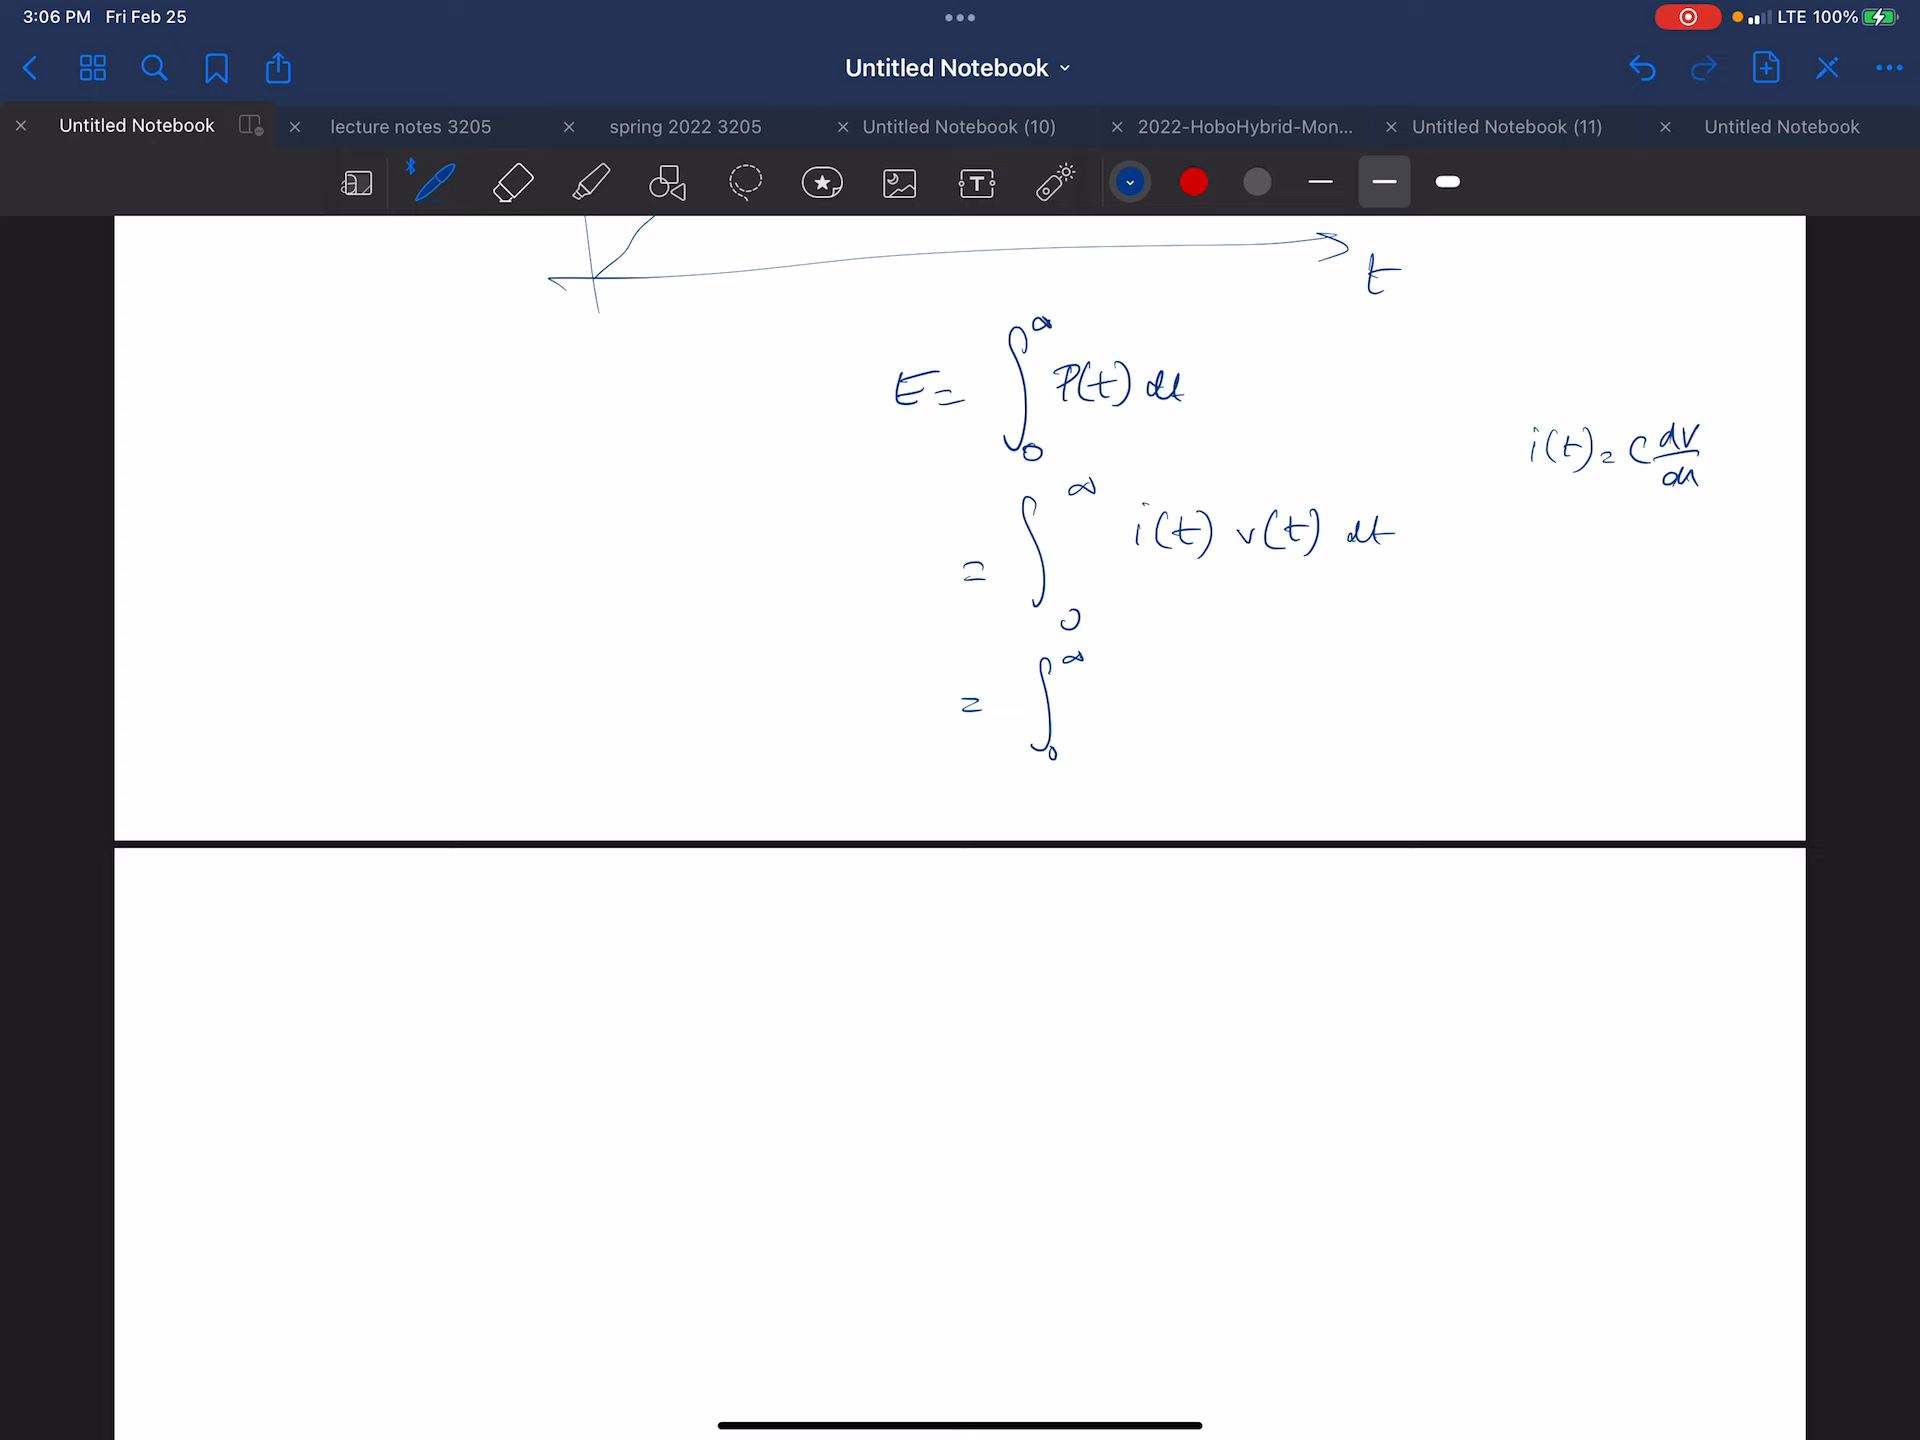 3:06 PM Fri Feb 25
LTE 100%
Untitled Notebook
Untitled Notebook
lecture notes 3205
spring 2022 3205
Untitled Notebook (10)
2022-HoboHybrid-Mon...
Untitled Notebook (11)
Untitled Notebook
T
t
E = ∫₀^∞ P(t) dt
i(t) = C dv
= ∫₀^∞ i(t) v(t) dt
= ∫₀^∞